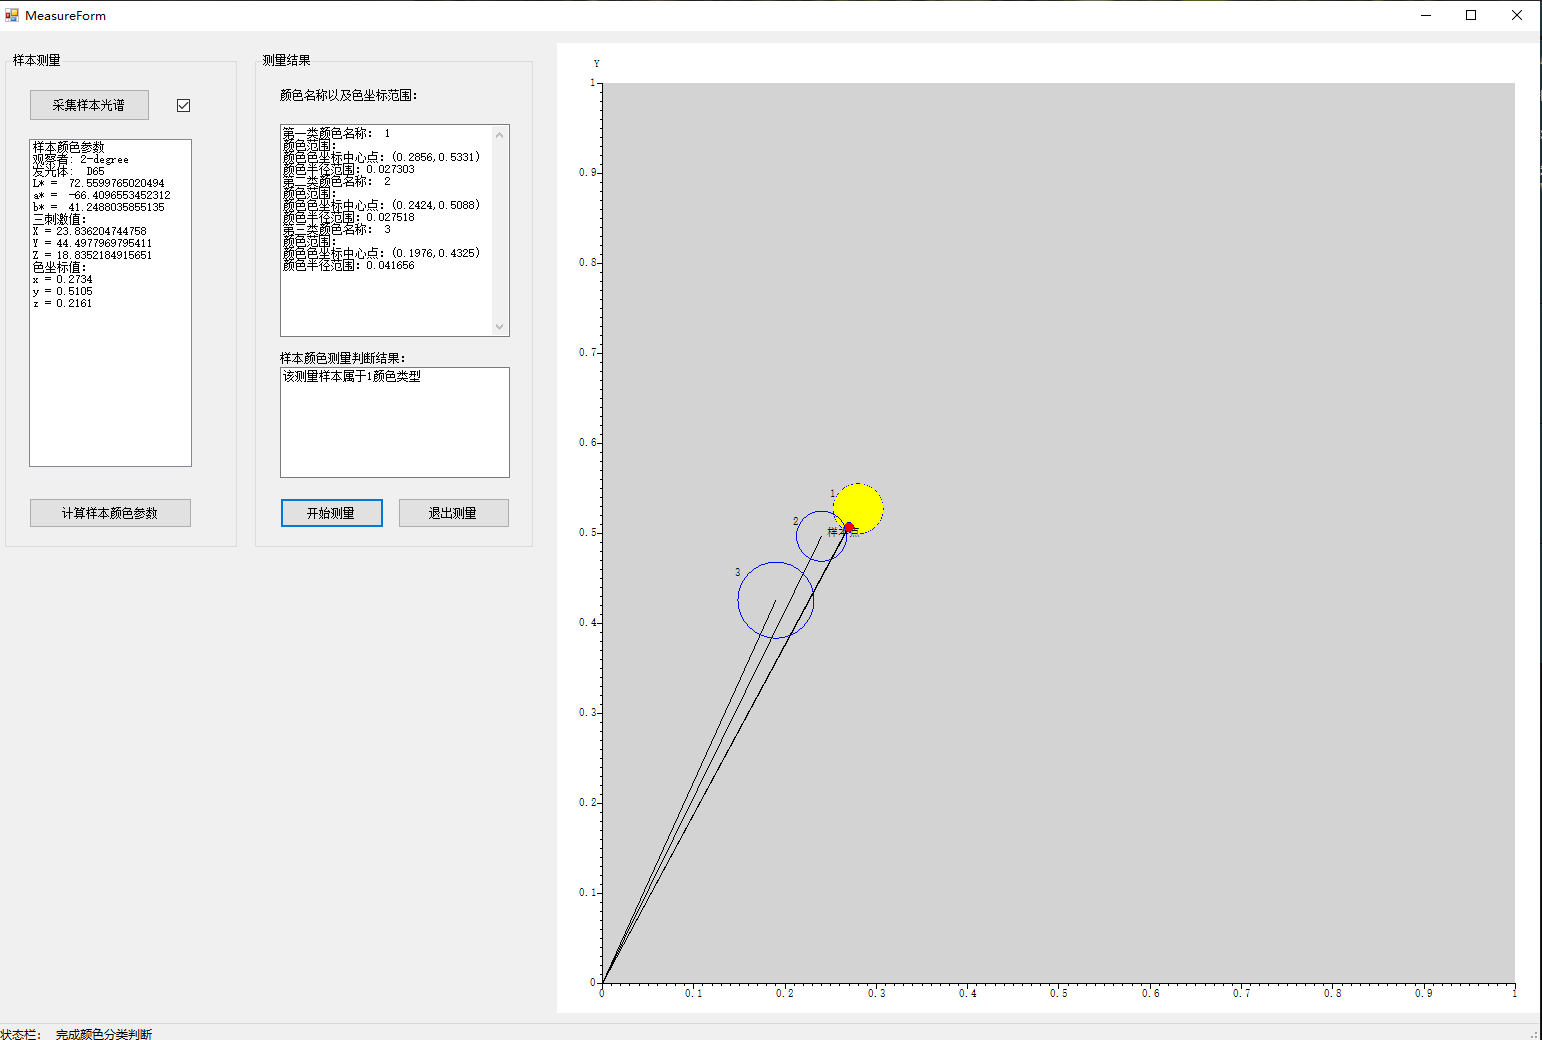 MeasureForm
样本测量
采集样本光谱
样本颜色参数
观察者: 2-degree
发光体: D65
L* = 72.5599765020494
a* = -66.4096553452312
b* = 41.2488035855135
三刺激值:
X = 23.836204744758
Y = 44.4977969795411
Z = 18.8352184915651
色坐标值:
x = 0.2734
y = 0.5105
z = 0.2161
计算样本颜色参数
测量结果
颜色名称以及色坐标范围:
第一类颜色名称: 1
颜色范围:
颜色色坐标中心点: (0.2856,0.5331)
颜色半径范围: 0.027303
第二类颜色名称: 2
颜色范围:
颜色色坐标中心点: (0.2424,0.5088)
颜色半径范围: 0.027518
第三类颜色名称: 3
颜色范围:
颜色色坐标中心点: (0.1976,0.4325)
颜色半径范围: 0.041656
样本颜色测量判断结果:
该测量样本属于1颜色类型
开始测量
退出测量
Y
1
0.9
0.8
0.7
0.6
0.5
0.4
0.3
0.2
0.1
0
1
2
样本点
3
0 0.1 0.2 0.3 0.4 0.5 0.6 0.7 0.8 0.9 1
状态栏: 完成颜色分类判断